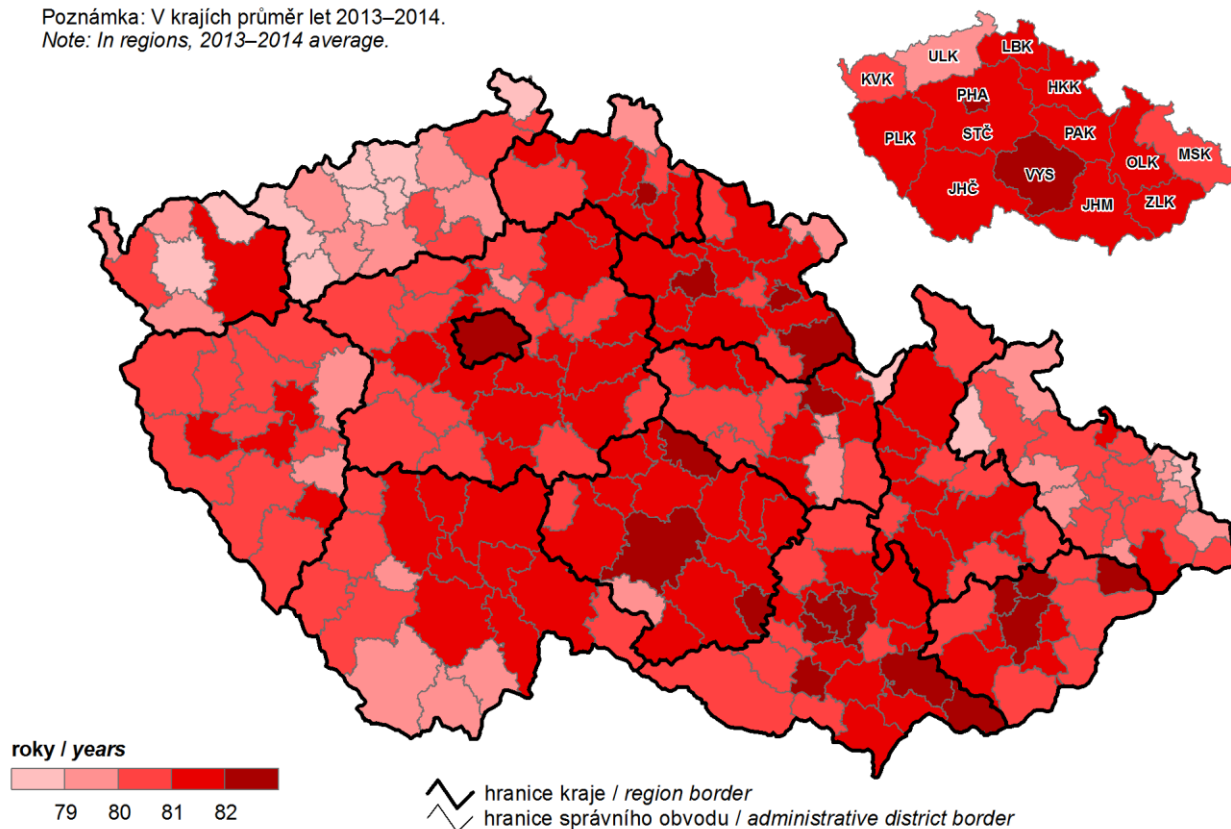 Poznámka: V krajích průměr let 2013–2014.
Note: In regions, 2013–2014 average.
ULK
LBK
KVK
PHA
HKK
PLK
STČ
PAK
OLK
MSK
JHČ
VYS
JHM
ZLK
roky / years
79 80 81 82
hranice kraje / region border
hranice správního obvodu / administrative district border